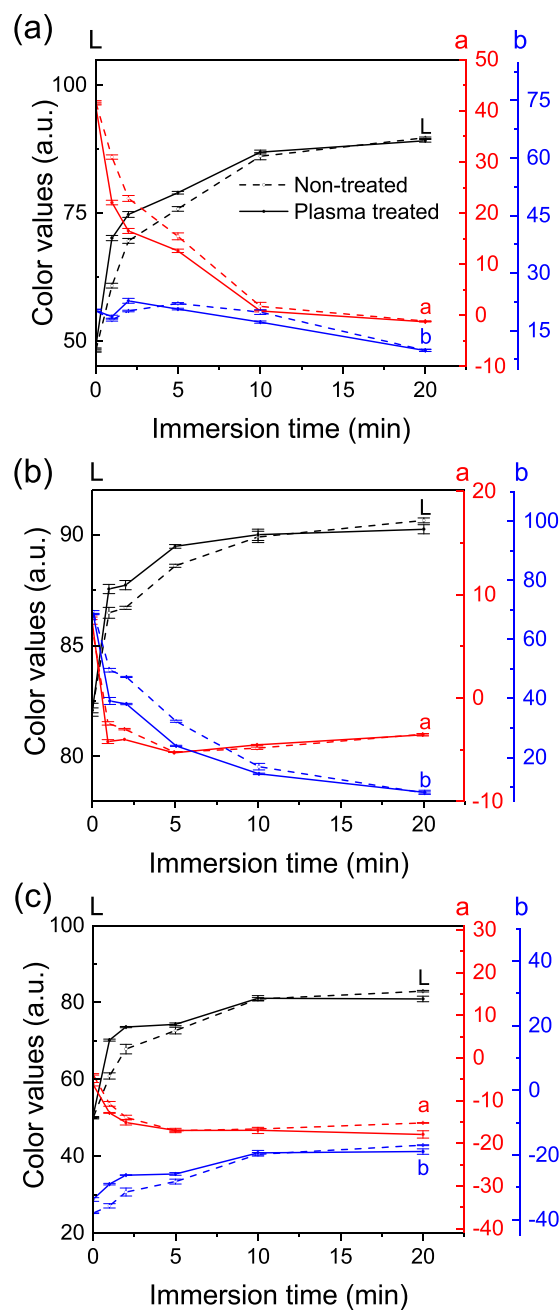 (a)
L
a
b
100
75
50
Color values (a.u.)
50
40
30
20
10
0
-10
75
60
45
30
15
L
Non-treated
Plasma treated
a
b
0
5
10
15
20
Immersion time (min)
(b)
L
a
b
90
85
80
Color values (a.u.)
20
10
0
-10
100
80
60
40
20
L
a
b
0
5
10
15
20
Immersion time (min)
(c)
L
a
b
100
80
60
40
20
Color values (a.u.)
30
20
10
0
-10
-20
-30
-40
40
20
0
-20
-40
L
a
b
0
5
10
15
20
Immersion time (min)